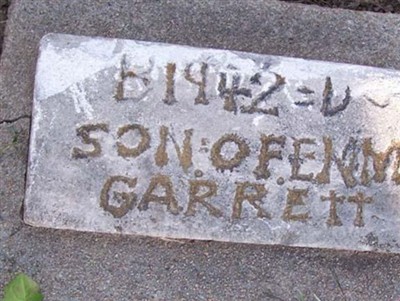 B 1942 = D
SON:OF.E.N.M
GARRETT